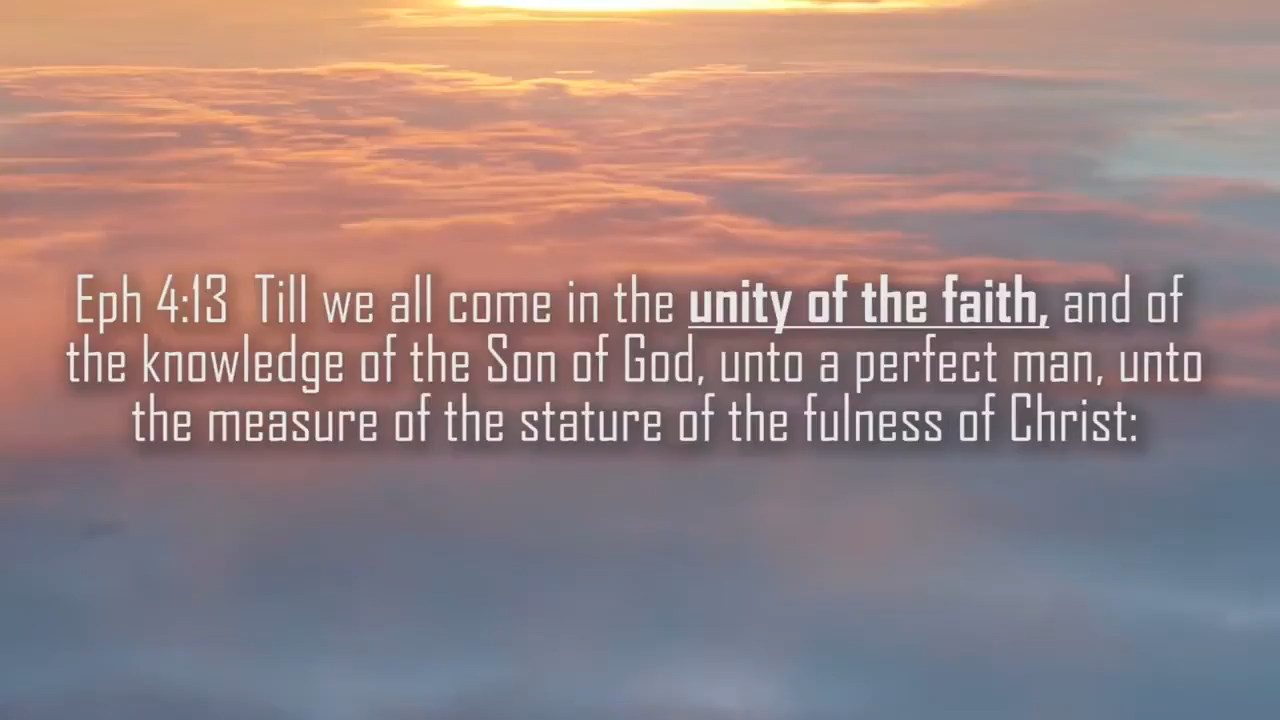 Eph 4:13  Till we all come in the unity of the faith, and of
the knowledge of the Son of God, unto a perfect man, unto
the measure of the stature of the fulness of Christ: